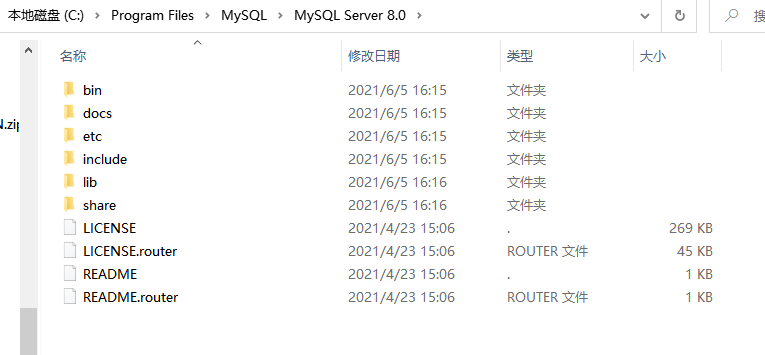 本地磁盘 (C:) › Program Files › MySQL › MySQL Server 8.0 ›
名称 修改日期 类型 大小
bin 2021/6/5 16:15 文件夹
docs 2021/6/5 16:15 文件夹
N.zip
etc 2021/6/5 16:15 文件夹
include 2021/6/5 16:15 文件夹
lib 2021/6/5 16:16 文件夹
share 2021/6/5 16:16 文件夹
LICENSE 2021/4/23 15:06 . 269 KB
LICENSE.router 2021/4/23 15:06 ROUTER 文件 45 KB
README 2021/4/23 15:06 . 1 KB
README.router 2021/4/23 15:06 ROUTER 文件 1 KB